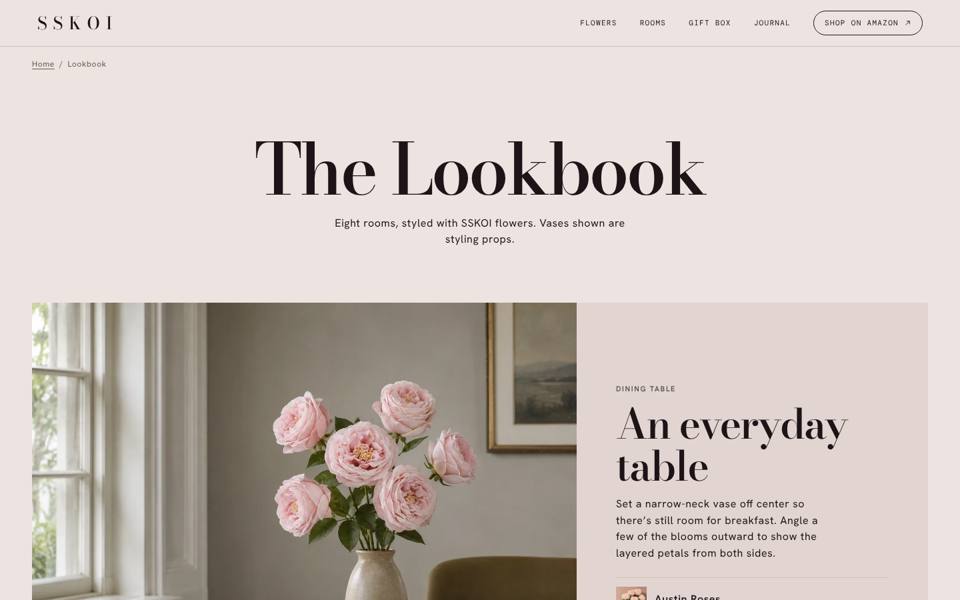 SSKOI
FLOWERS
ROOMS
GIFT BOX
JOURNAL
SHOP ON AMAZON ↗
Home / Lookbook
The Lookbook
Eight rooms, styled with SSKOI flowers. Vases shown are
styling props.
DINING TABLE
An everyday
table
Set a narrow-neck vase off center so
there’s still room for breakfast. Angle a
few of the blooms outward to show the
layered petals from both sides.
Austin Roses